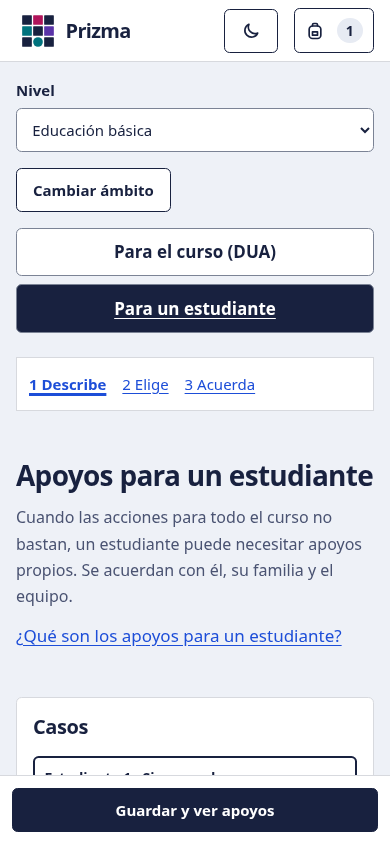 Prizma
1
Nivel
Educación básica
Cambiar ámbito
Para el curso (DUA)
Para un estudiante
1 Describe 2 Elige 3 Acuerda
Apoyos para un estudiante
Cuando las acciones para todo el curso no
bastan, un estudiante puede necesitar apoyos
propios. Se acuerdan con él, su familia y el
equipo.
¿Qué son los apoyos para un estudiante?
Casos
Guardar y ver apoyos